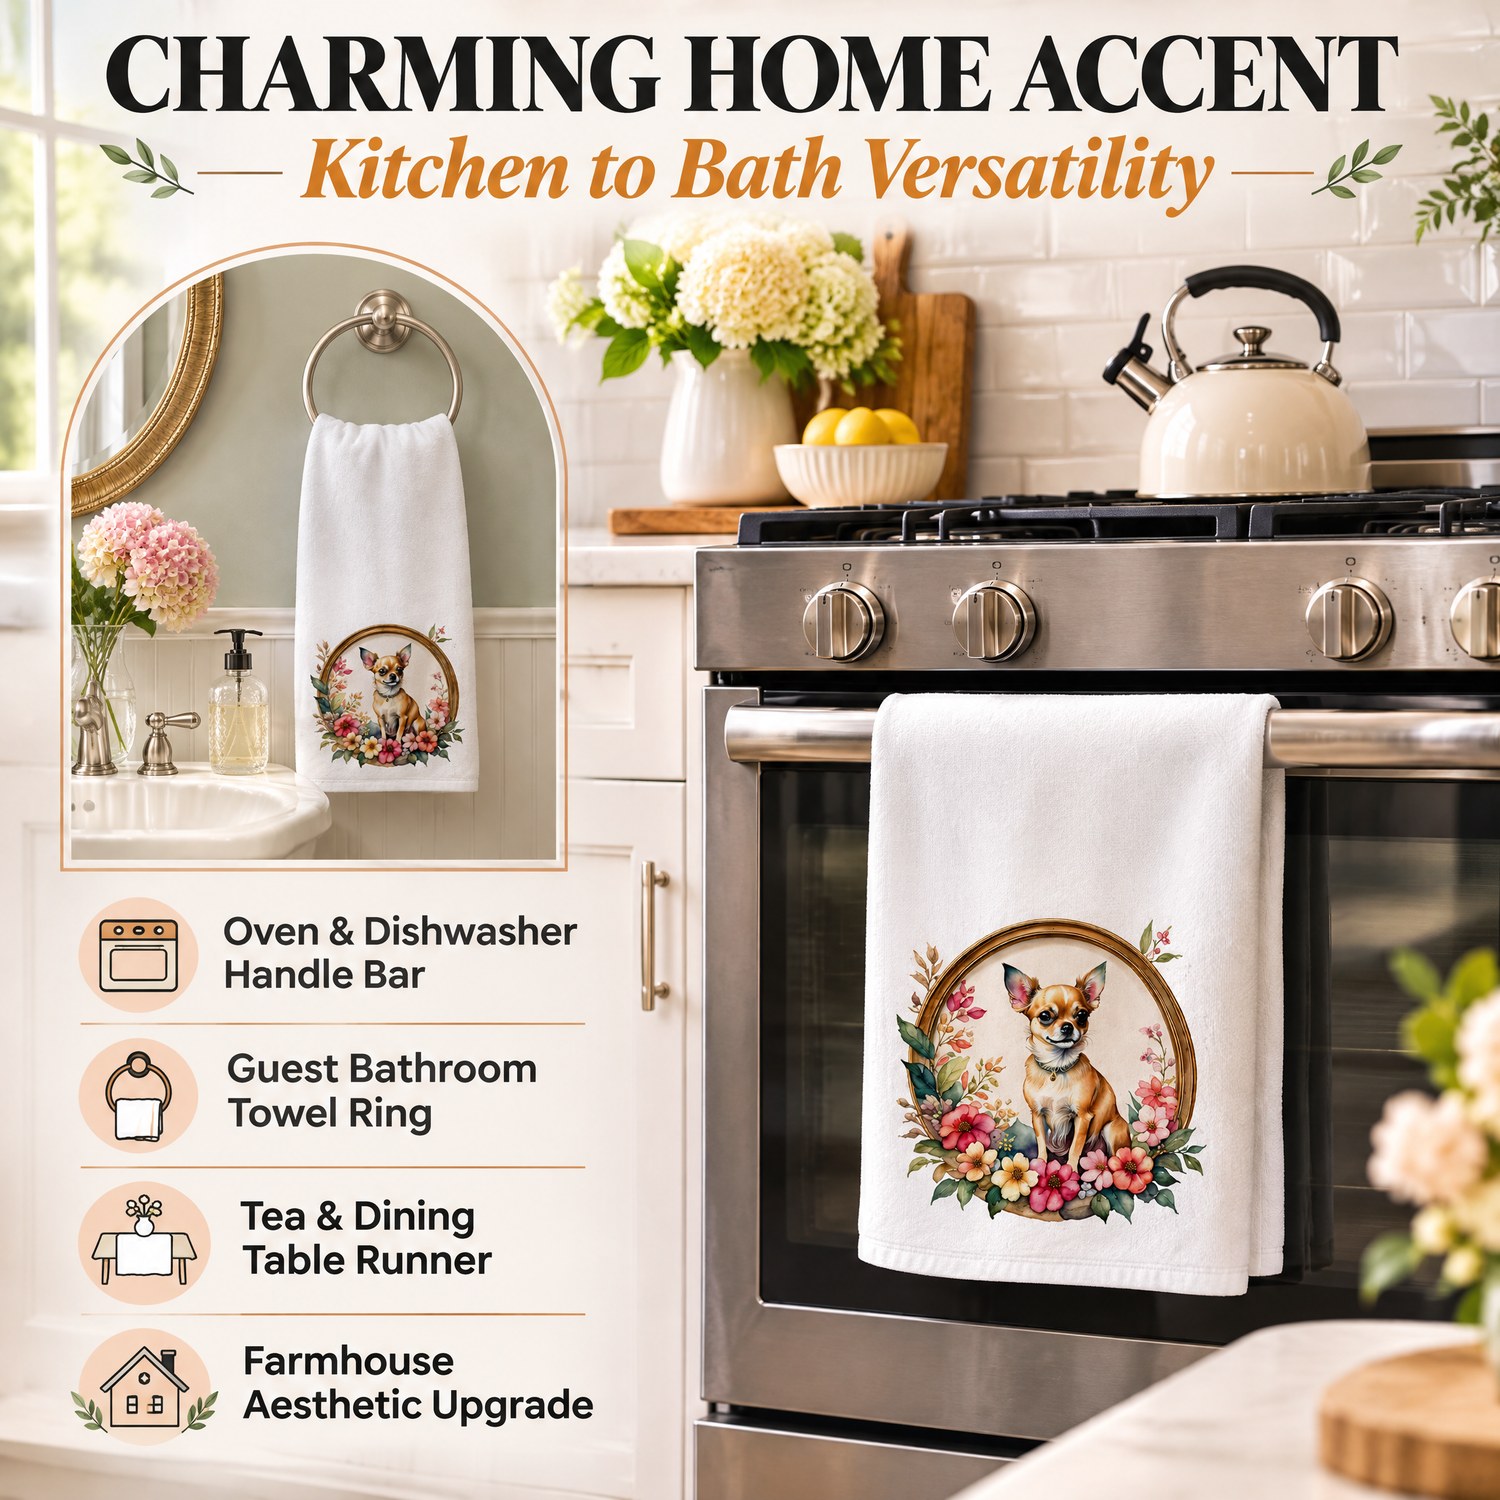 CHARMING HOME ACCENT
Kitchen to Bath Versatility
Oven & Dishwasher
Handle Bar
Guest Bathroom
Towel Ring
Tea & Dining
Table Runner
Farmhouse
Aesthetic Upgrade